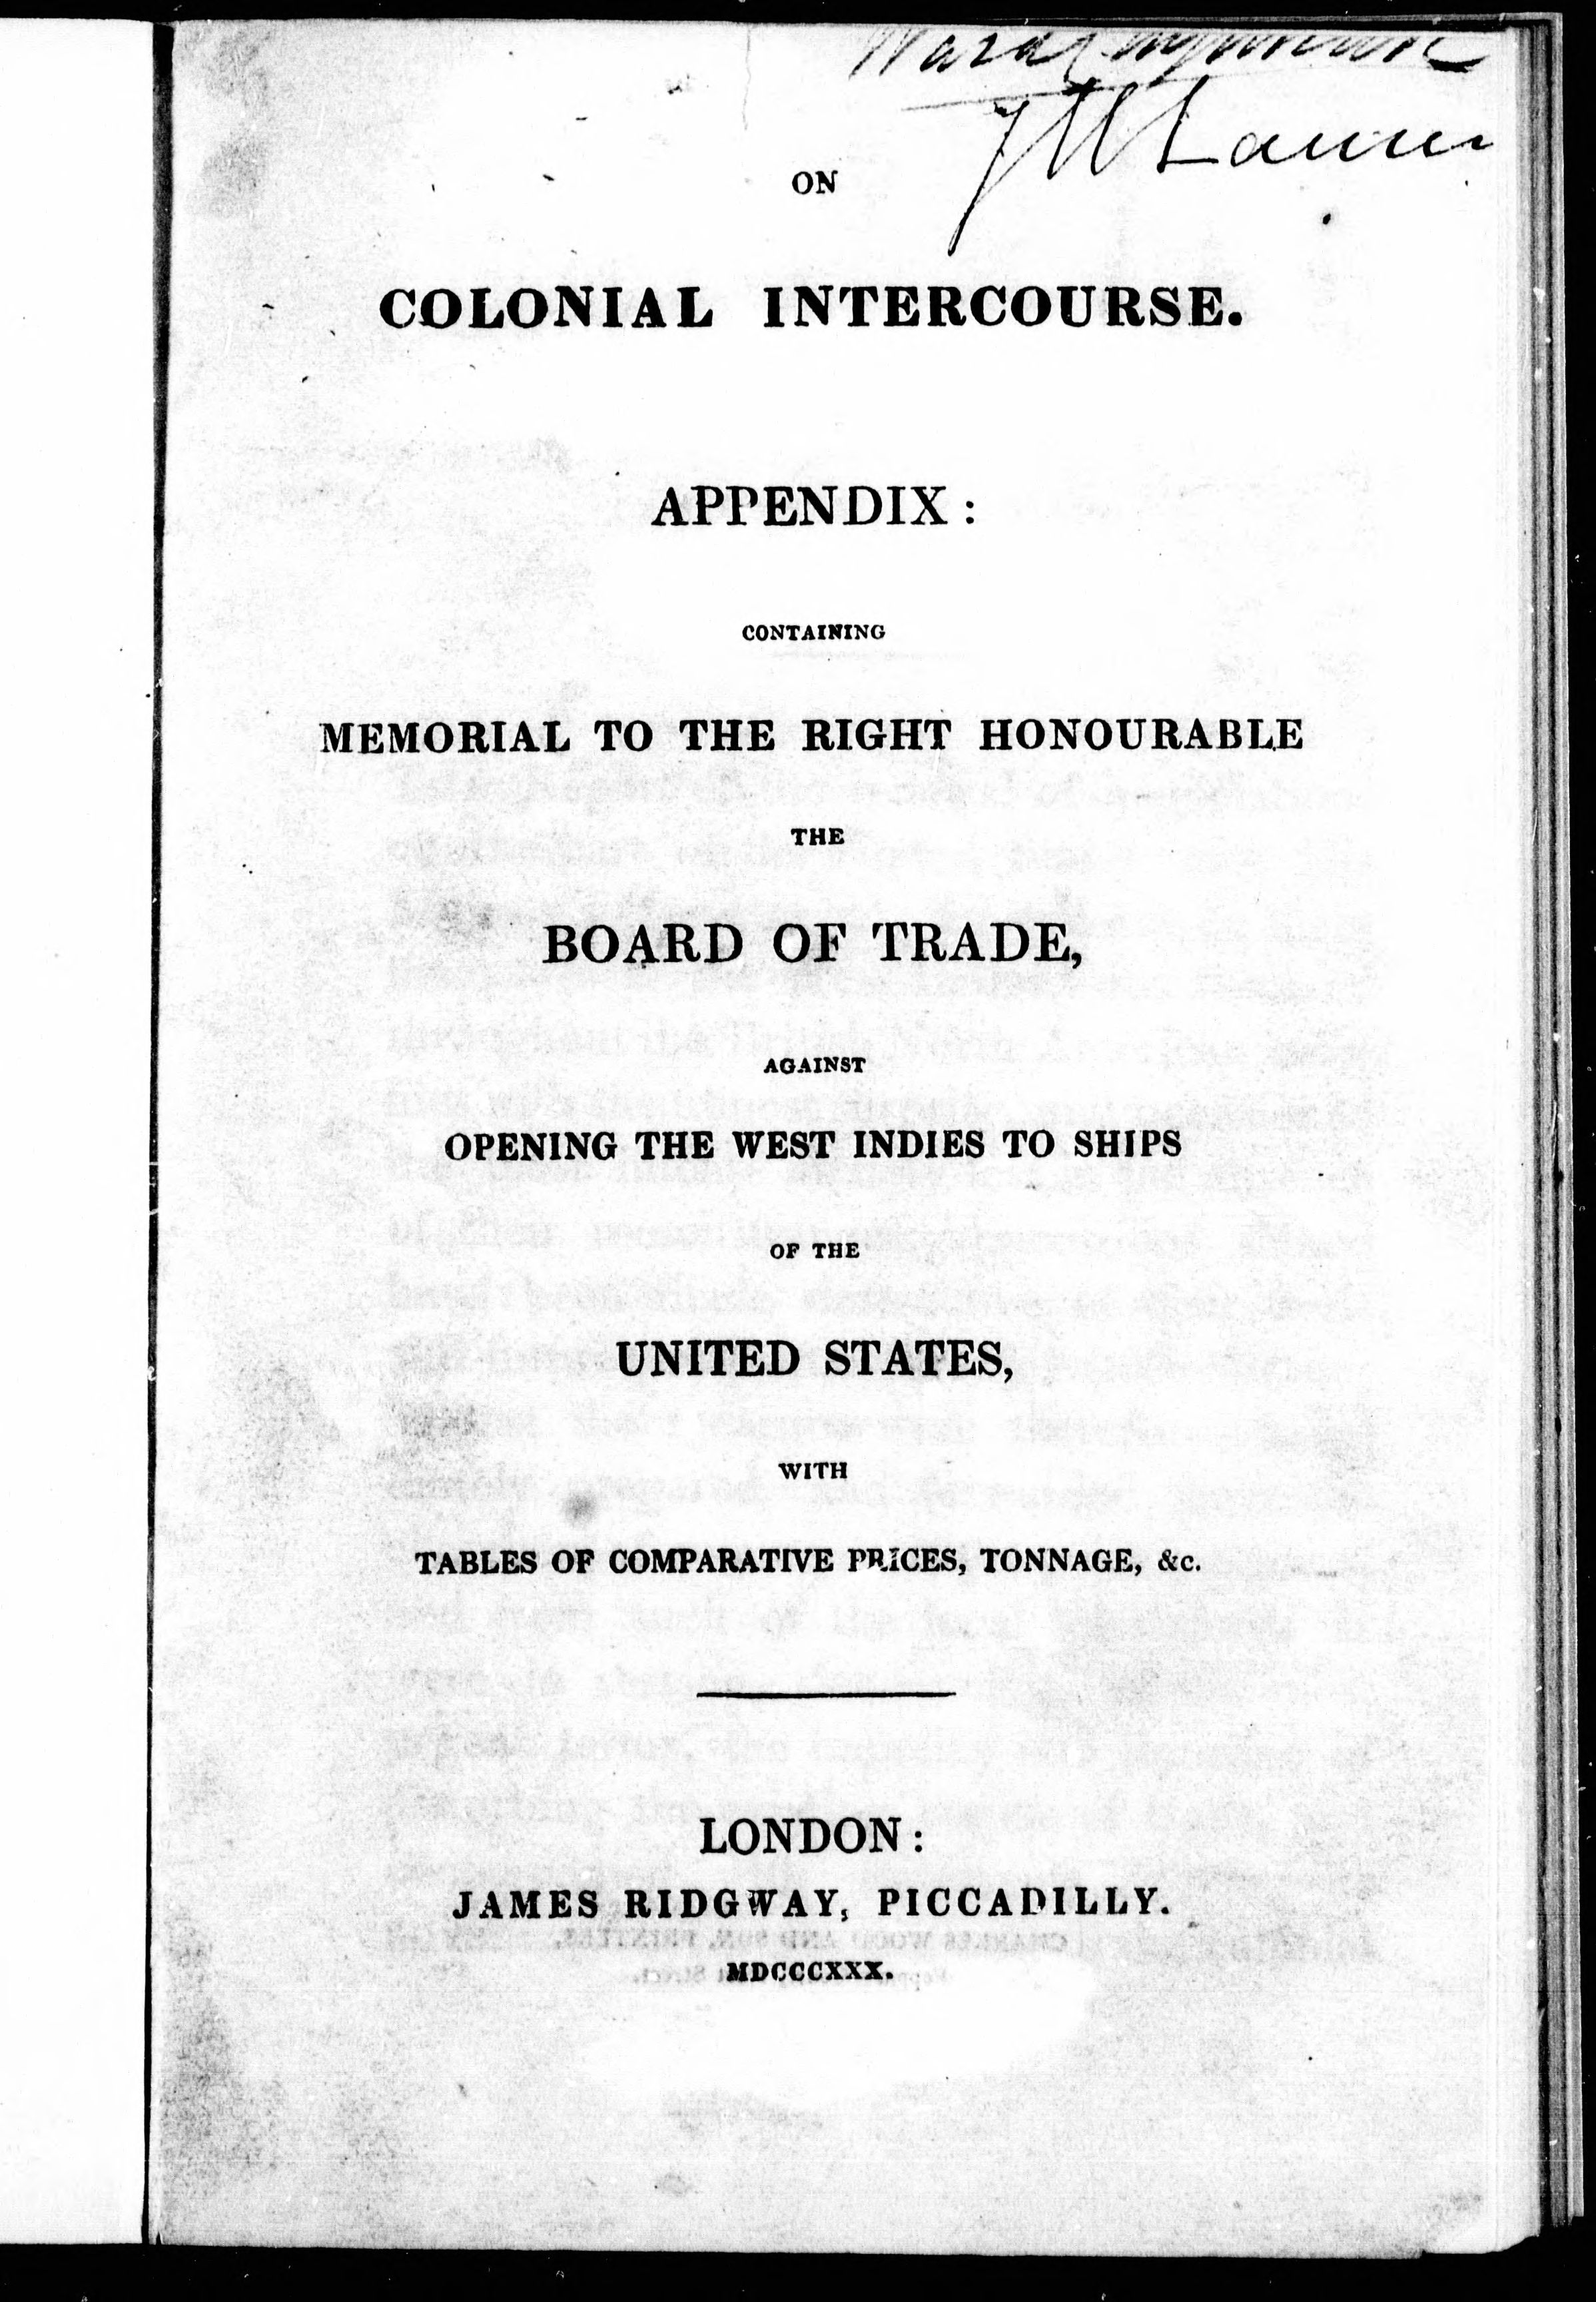 ON
COLONIAL INTERCOURSE.
APPENDIX:
CONTAINING
MEMORIAL TO THE RIGHT HONOURABLE
THE
BOARD OF TRADE,
AGAINST
OPENING THE WEST INDIES TO SHIPS
OF THE
UNITED STATES,
WITH
TABLES OF COMPARATIVE PRICES, TONNAGE, &c.
LONDON:
JAMES RIDGWAY, PICCADILLY.
MDCCCXXX.